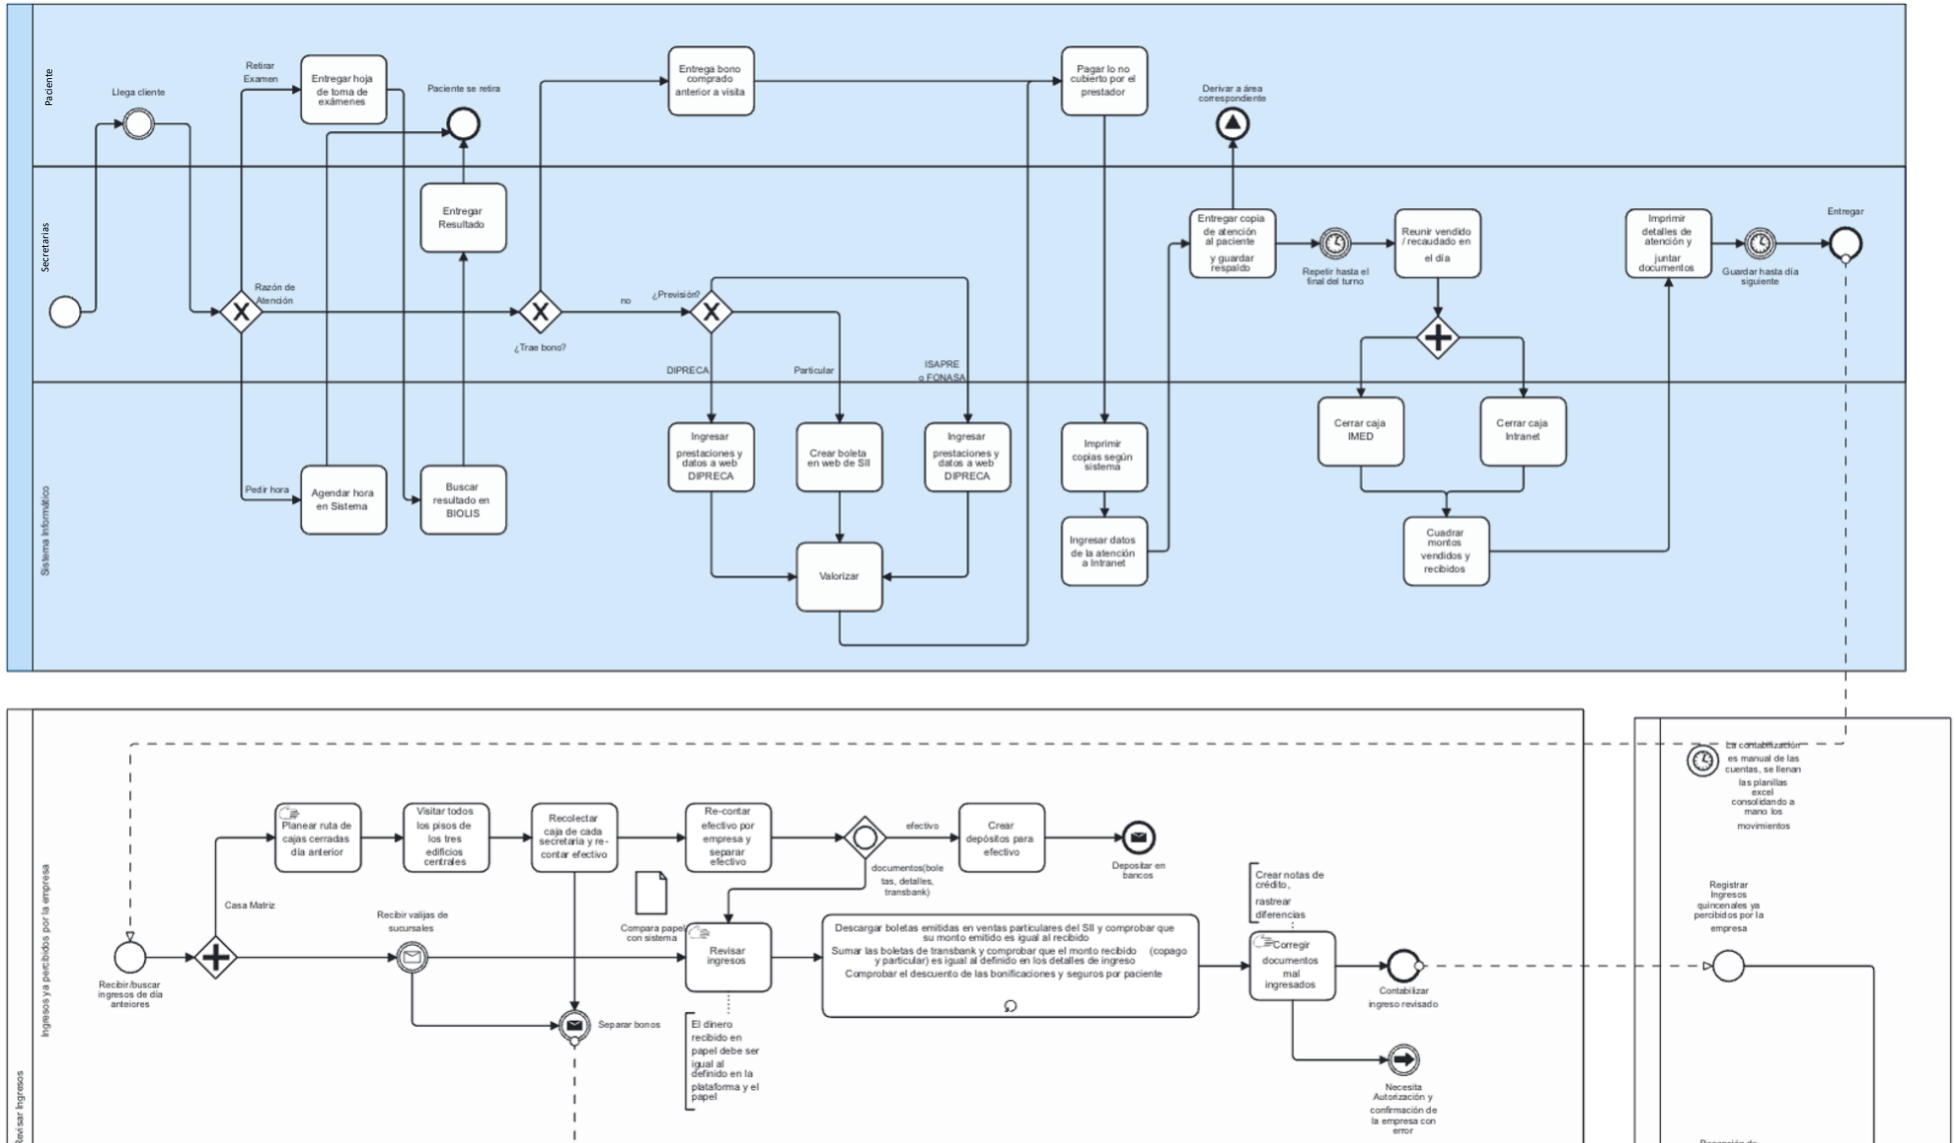 Paciente
Llega cliente
Retirar
Examen
Entregar hoja
de toma de
exámenes
Paciente se retira
Entrega bono
comprado
anterior a visita
Pagar lo no
cubierto por el
prestador
Derivar a área
correspondiente
Secretarias
Razón de
Atención
Entregar
Resultado
¿Trae bono?
no
¿Previsión?
DIPRECA
Particular
ISAPRE
o FONASA
Entregar copia
de atención
al paciente
y guardar
respaldo
Repetir hasta el
final del turno
Reunir vendido
/ recaudado en
el día
Imprimir
detalles de
atención y
juntar
documentos
Guardar hasta día
siguiente
Entregar
Sistema Informático
Pedir hora
Agendar hora
en Sistema
Buscar
resultado en
BIOLIS
Ingresar
prestaciones y
datos a web
DIPRECA
Crear boleta
en web de SII
Ingresar
prestaciones y
datos a web
DIPRECA
Valorizar
Imprimir
copias según
sistema
Ingresar datos
de la atención
a Intranet
Cerrar caja
IMED
Cerrar caja
Intranet
Cuadrar
montos
vendidos y
recibidos
Revisar Ingresos
Ingresos ya percibidos por la empresa
Recibir/buscar
ingresos de día
anteiores
Casa Matriz
Planear ruta de
cajas cerradas
día anterior
Visitar todos
los pisos de
los tres
edificios
centrales
Recolectar
caja de cada
secretaria y re-
contar efectivo
Re-contar
efectivo por
empresa y
separar
efectivo
efectivo
documentos(bole
tas, detalles,
transbank)
Crear
depósitos para
efectivo
Depositar en
bancos
Recibir valijas de
sucursales
Compara papel
con sistema
Revisar
ingresos
Separar bonos
El dinero
recibido en
papel debe ser
igual al
definido en la
plataforma y el
papel
Descargar boletas emitidas en ventas particulares del SII y comprobar que
su monto emitido es igual al recibido
Sumar las boletas de transbank y comprobar que el monto recibido (copago
y particular) es igual al definido en los detalles de ingreso
Comprobar el descuento de las bonificaciones y seguros por paciente
Crear notas de
crédito,
rastrear
diferencias
Corregir
documentos
mal
ingresados
Contabilizar
ingreso revisado
Necesita
Autorización y
confirmación de
la empresa con
error
La contabilización
es manual de las
cuentas, se llenan
las planillas
excel
consolidando a
mano los
movimientos
Registrar
Ingresos
quincenales ya
percibidos por la
empresa